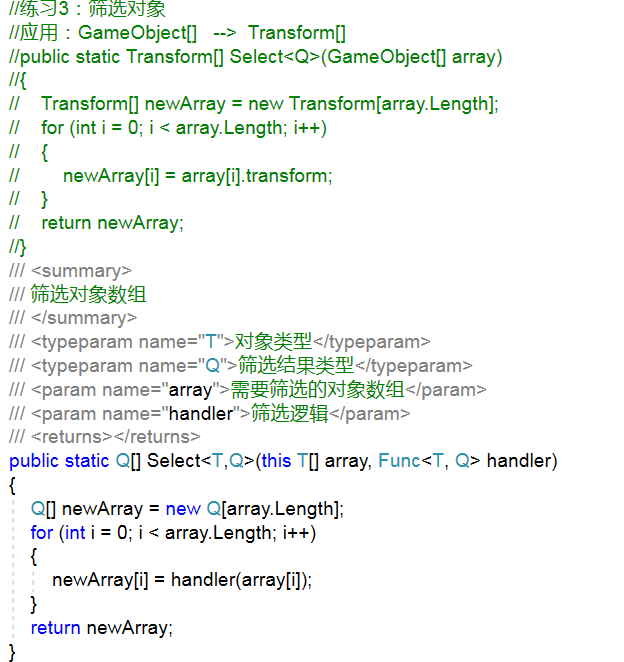 //练习3：筛选对象
//应用：GameObject[]   -->  Transform[]
//public static Transform[] Select<Q>(GameObject[] array)
//{
//    Transform[] newArray = new Transform[array.Length];
//    for (int i = 0; i < array.Length; i++)
//    {
//        newArray[i] = array[i].transform;
//    }
//    return newArray;
//}
/// <summary>
/// 筛选对象数组
/// </summary>
/// <typeparam name="T">对象类型</typeparam>
/// <typeparam name="Q">筛选结果类型</typeparam>
/// <param name="array">需要筛选的对象数组</param>
/// <param name="handler">筛选逻辑</param>
/// <returns></returns>
public static Q[] Select<T,Q>(this T[] array, Func<T, Q> handler)
{
    Q[] newArray = new Q[array.Length];
    for (int i = 0; i < array.Length; i++)
    {
        newArray[i] = handler(array[i]);
    }
    return newArray;
}